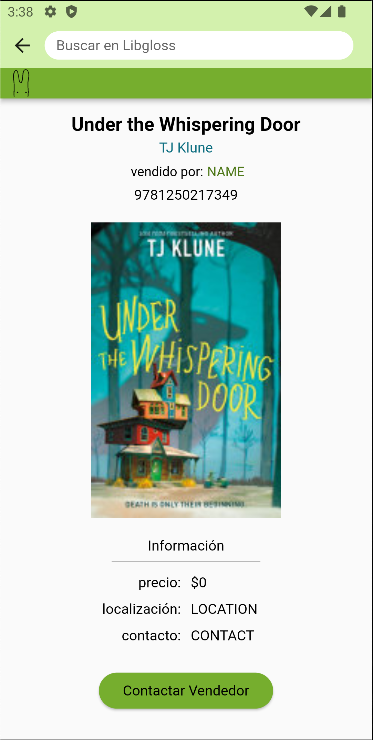 3:38
Buscar en Libgloss
Under the Whispering Door
TJ Klune
vendido por: NAME
9781250217349
TJ KLUNE
UNDER
THE WHISPERING
DOOR
DEATH IS ONLY THEIR BEGINNING
Información
precio: $0
localización: LOCATION
contacto: CONTACT
Contactar Vendedor